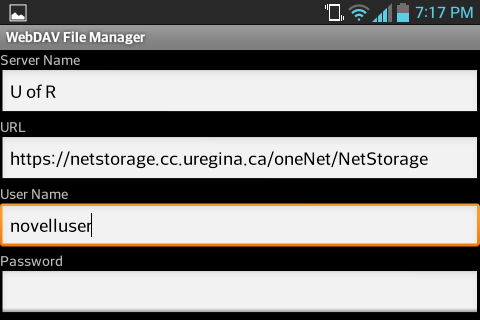 7:17 PM
WebDAV File Manager
Server Name
U of R
URL
https://netstorage.cc.uregina.ca/oneNet/NetStorage
User Name
novelluser
Password